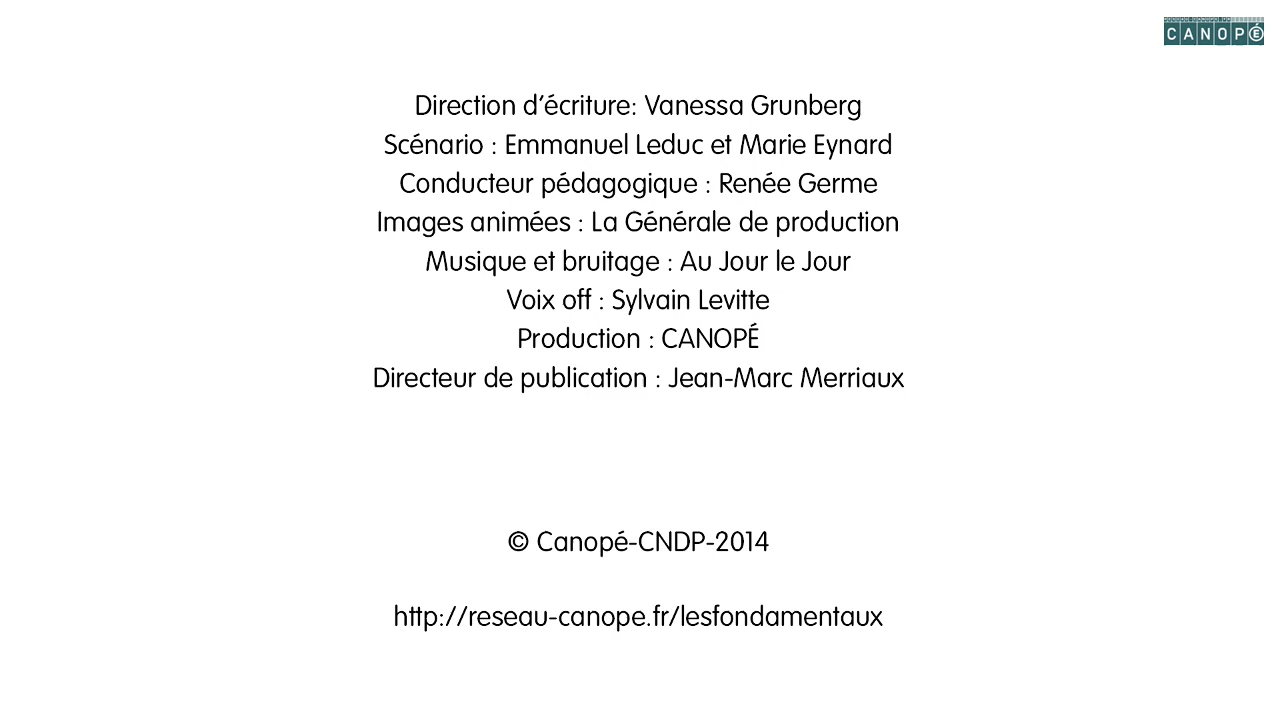 CANOPÉ
Direction d’écriture: Vanessa Grunberg
Scénario : Emmanuel Leduc et Marie Eynard
Conducteur pédagogique : Renée Germe
Images animées : La Générale de production
Musique et bruitage : Au Jour le Jour
Voix off : Sylvain Levitte
Production : CANOPÉ
Directeur de publication : Jean-Marc Merriaux
© Canopé-CNDP-2014
http://reseau-canope.fr/lesfondamentaux